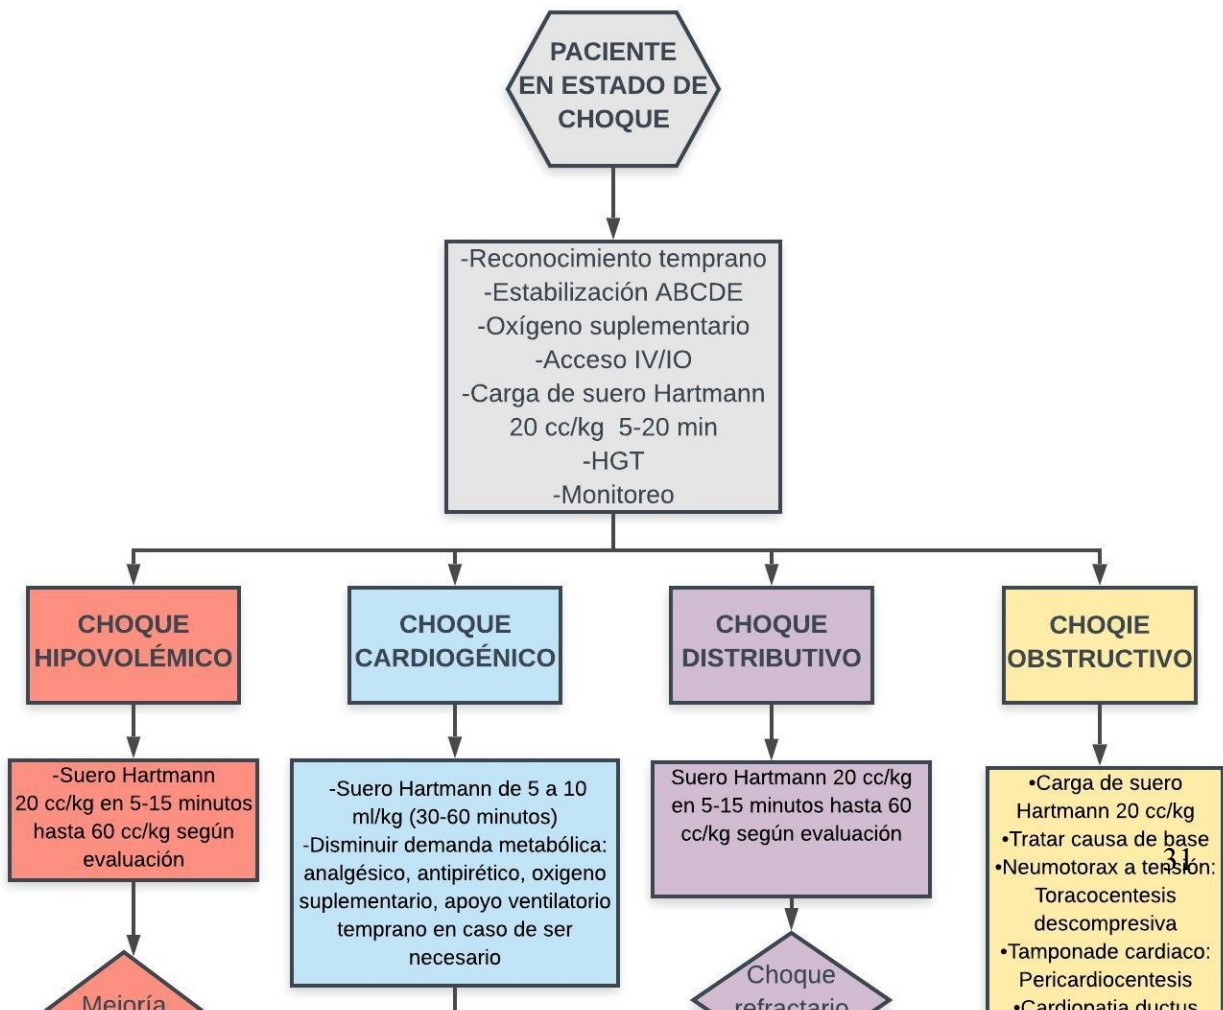 PACIENTE
EN ESTADO DE
CHOQUE
-Reconocimiento temprano
-Estabilización ABCDE
-Oxígeno suplementario
-Acceso IV/IO
-Carga de suero Hartmann
20 cc/kg 5-20 min
-HGT
-Monitoreo
CHOQUE
HIPOVOLÉMICO
-Suero Hartmann
20 cc/kg en 5-15 minutos
hasta 60 cc/kg según
evaluación
Mejoría
CHOQUE
CARDIOGÉNICO
-Suero Hartmann de 5 a 10
ml/kg (30-60 minutos)
-Disminuir demanda metabólica:
analgésico, antipirético, oxigeno
suplementario, apoyo ventilatorio
temprano en caso de ser
necesario
CHOQUE
DISTRIBUTIVO
Suero Hartmann 20 cc/kg
en 5-15 minutos hasta 60
cc/kg según evaluación
Choque
refractario
CHOQIE
OBSTRUCTIVO
•Carga de suero
Hartmann 20 cc/kg
•Tratar causa de base
•Neumotorax a tensión:
Toracocentesis
descompresiva
•Tamponade cardiaco:
Pericardiocentesis
•Cardiopatia ductus
31